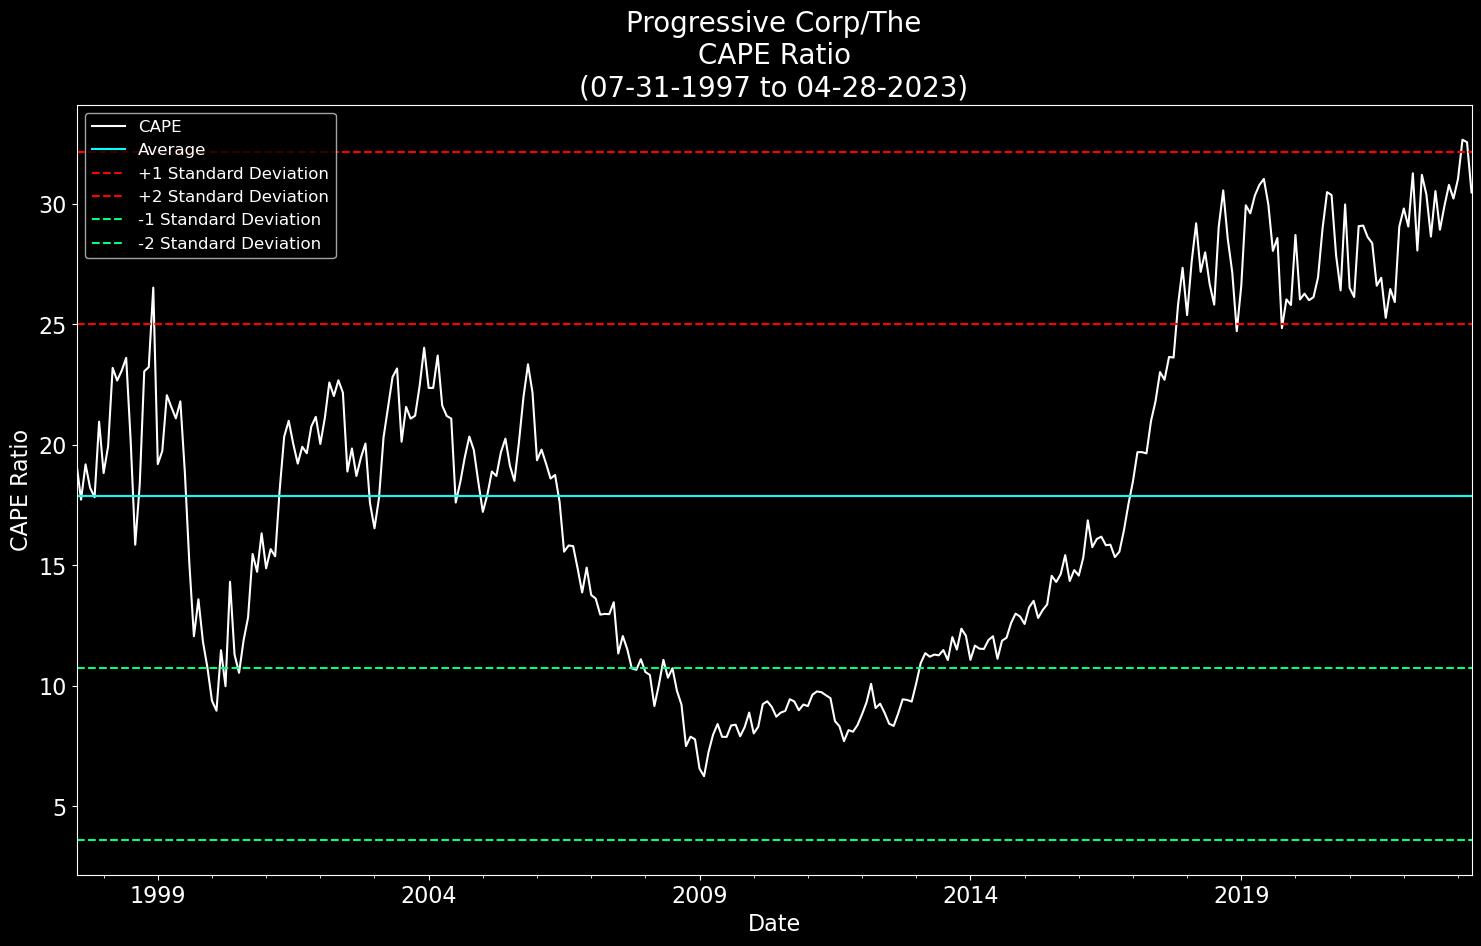 Progressive Corp/The
CAPE Ratio
(07-31-1997 to 04-28-2023)
CAPE
Average
+1 Standard Deviation
+2 Standard Deviation
-1 Standard Deviation
-2 Standard Deviation
30
25
20
15
10
5
CAPE Ratio
1999 2004 2009 2014 2019
Date